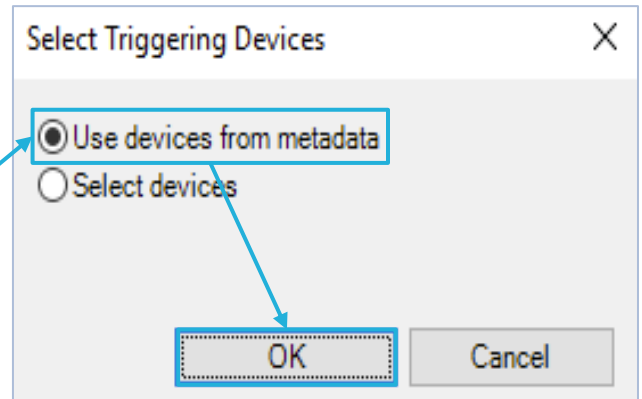 Select Triggering Devices
Use devices from metadata
Select devices
OK Cancel